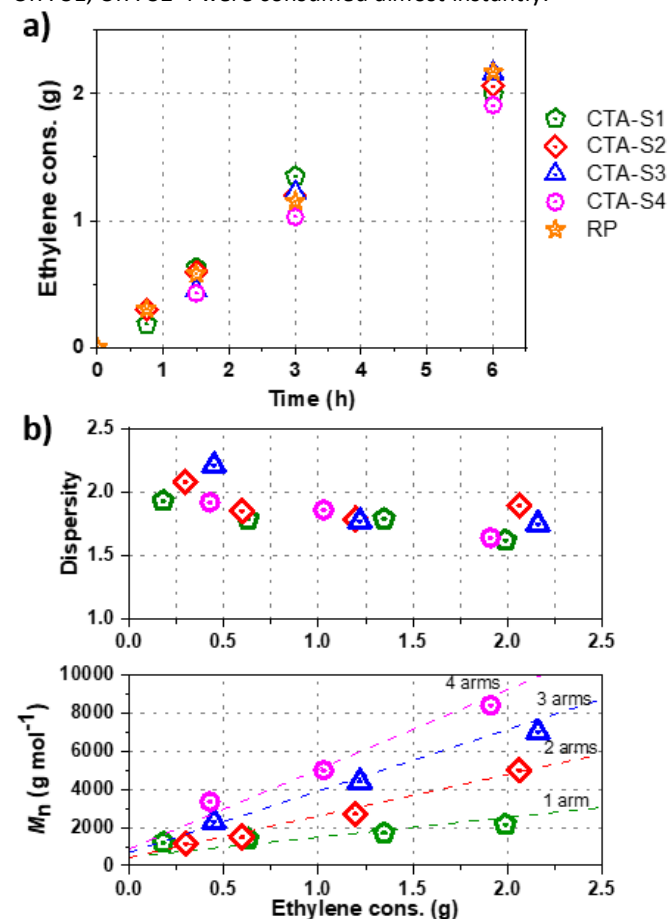 a)
2
1
0
Ethylene cons. (g)
0 1 2 3 4 5 6
Time (h)
CTA-S1
CTA-S2
CTA-S3
CTA-S4
RP
b)
2.5
2.0
1.5
1.0
Dispersity
0.0 0.5 1.0 1.5 2.0 2.5
10000
8000
6000
4000
2000
0
Mn (g mol⁻¹)
4 arms
3 arms
2 arms
1 arm
0.0 0.5 1.0 1.5 2.0 2.5
Ethylene cons. (g)